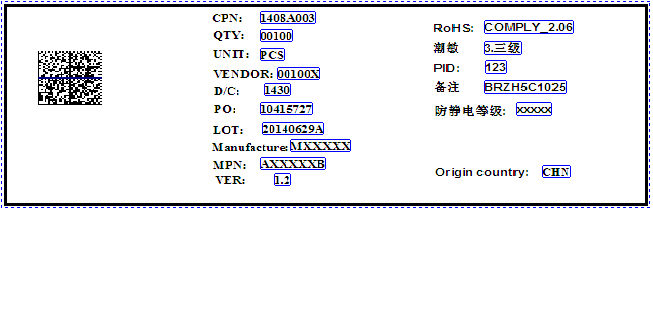 CPN: 1408A003
QTY: 00100
UNIT: PCS
VENDOR: 00100X
D/C: 1430
PO: 10415727
LOT: 20140629A
Manufacture: MXXXXX
MPN: AXXXXXB
VER: 1.2
RoHS: COMPLY_2.06
潮敏 3.三级
PID: 123
备注 BRZH5C1025
防静电等级: xxxxx
Origin country: CHN